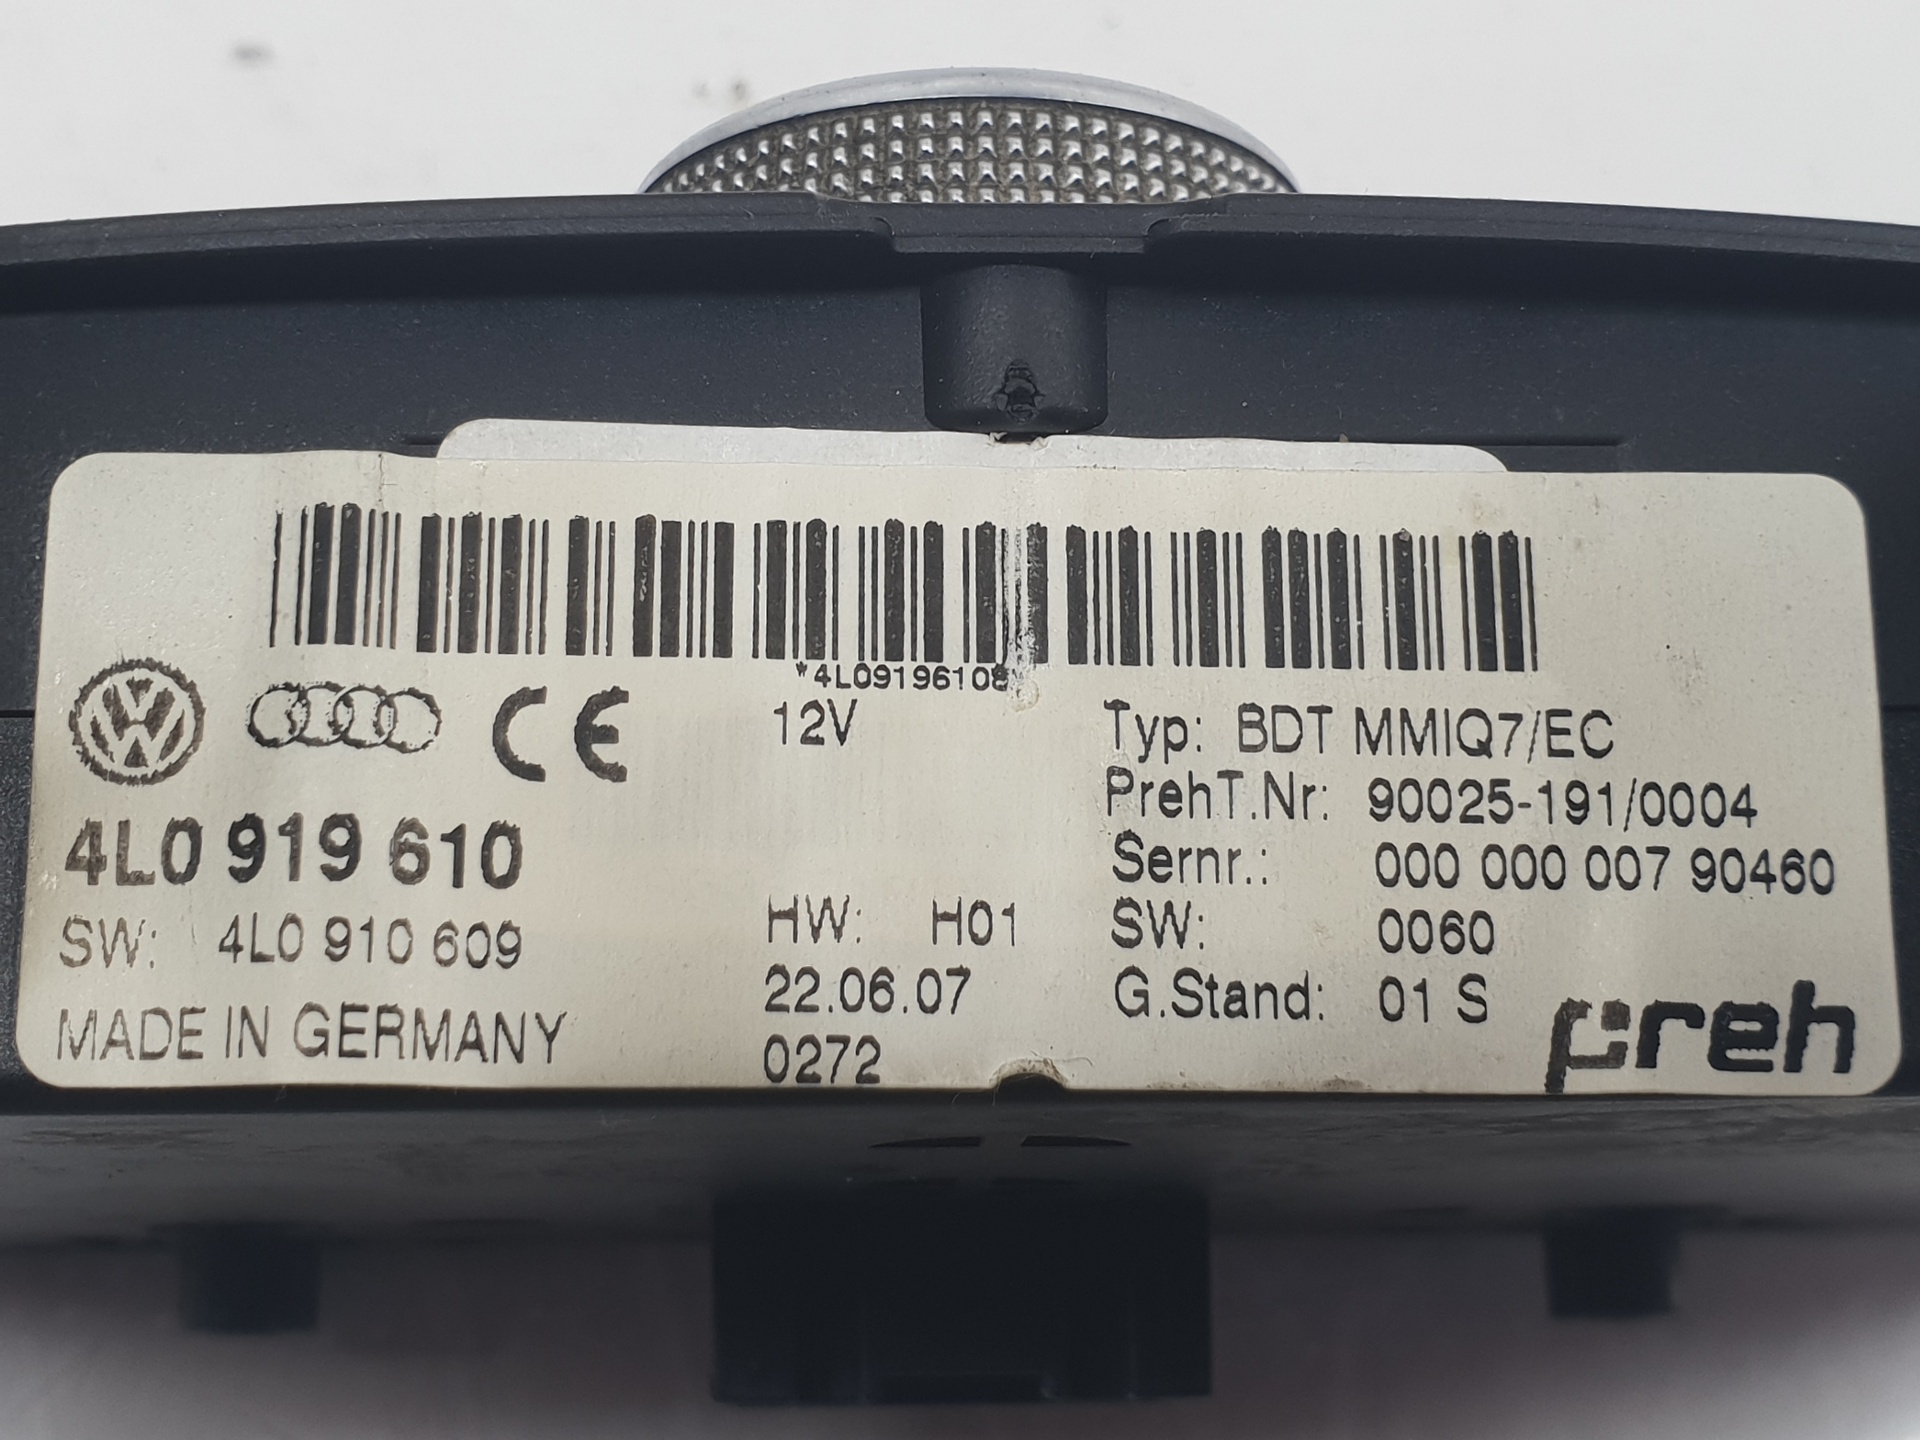 *4L0919610
12V
4L0 919 610
SW: 4L0 910 609
MADE IN GERMANY
HW: H01
22.06.07
0272
Typ: BDT MMIQ7/EC
PrehT.Nr: 90025-191/0004
Sernr.: 000 000 007 90460
SW: 0060
G.Stand: 01 S
preh